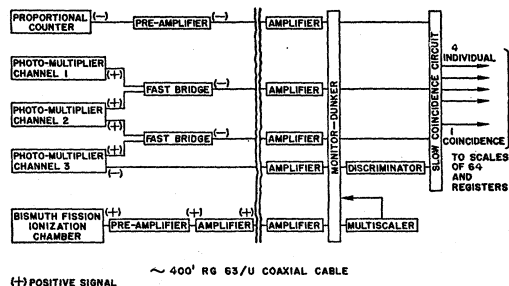 PROPORTIONAL
COUNTER
(−)
PRE-AMPLIFIER
(−)
AMPLIFIER
PHOTO-MULTIPLIER
CHANNEL 1
(+)
FAST BRIDGE
(−)
AMPLIFIER
PHOTO-MULTIPLIER
CHANNEL 2
(+)
(+)
FAST BRIDGE
(−)
AMPLIFIER
PHOTO-MULTIPLIER
CHANNEL 3
(+)
(−)
AMPLIFIER
DISCRIMINATOR
MONITOR-DUNKER
SLOW COINCIDENCE CIRCUIT
4
INDIVIDUAL
1
COINCIDENCE
TO SCALES
OF 64
AND
REGISTERS
BISMUTH FISSION
IONIZATION
CHAMBER
(+)
PRE-AMPLIFIER
(+)
AMPLIFIER
(+)
AMPLIFIER
MULTISCALER
~ 400' RG 63/U COAXIAL CABLE
(+) POSITIVE SIGNAL